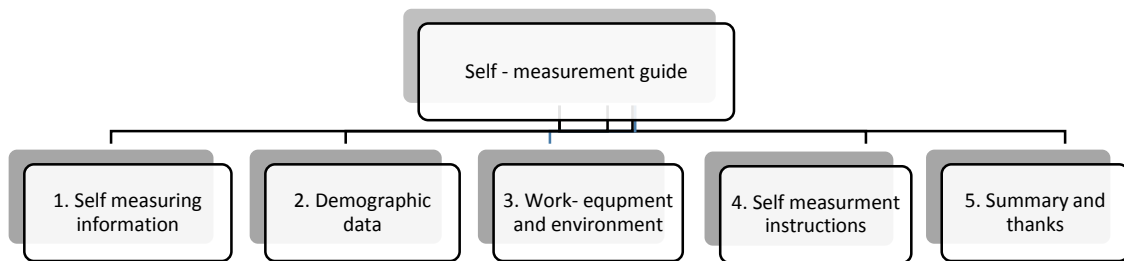 Self - measurement guide
1. Self measuring
information
2. Demographic
data
3. Work- equpment
and environment
4. Self measurment
instructions
5. Summary and
thanks